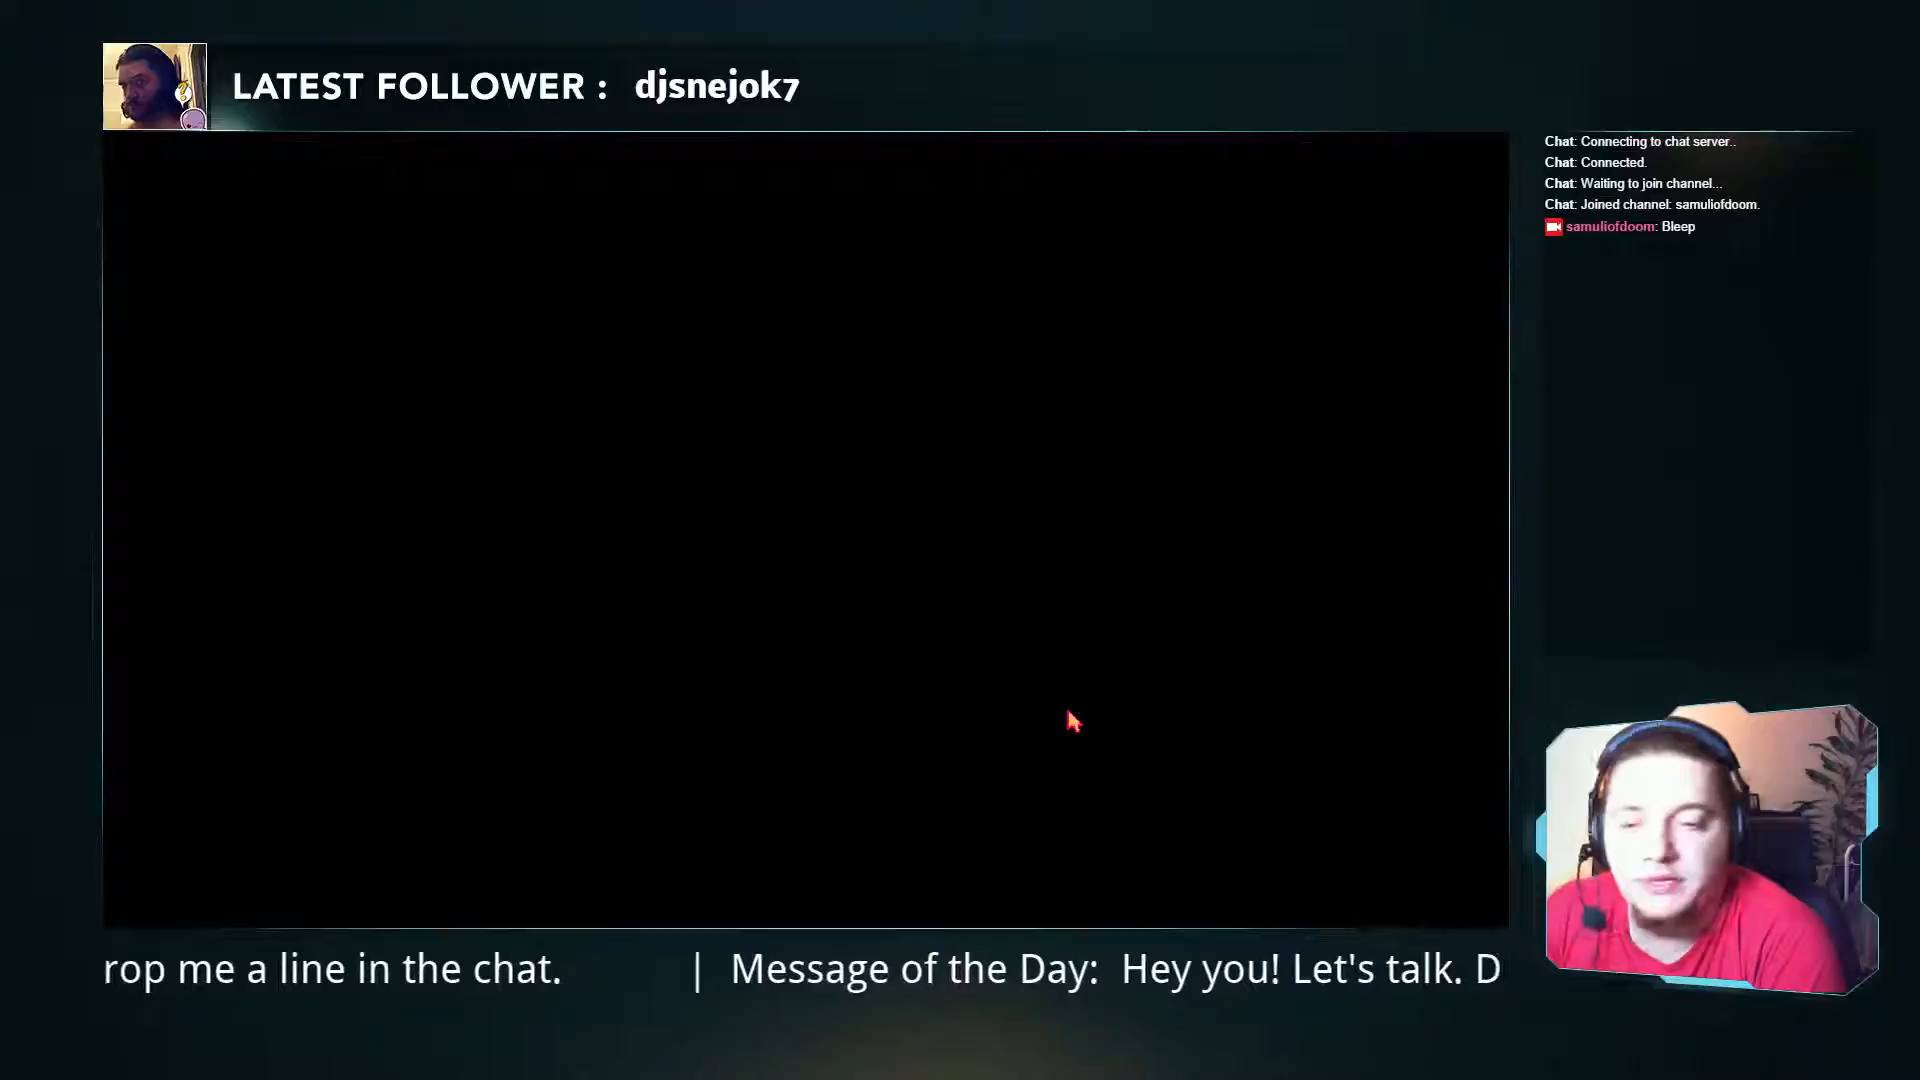 LATEST FOLLOWER : djsnejok7
Chat: Connecting to chat server..
Chat: Connected.
Chat: Waiting to join channel...
Chat: Joined channel: samuliofdoom.
samuliofdoom: Bleep
?
rop me a line in the chat. | Message of the Day: Hey you! Let's talk. D